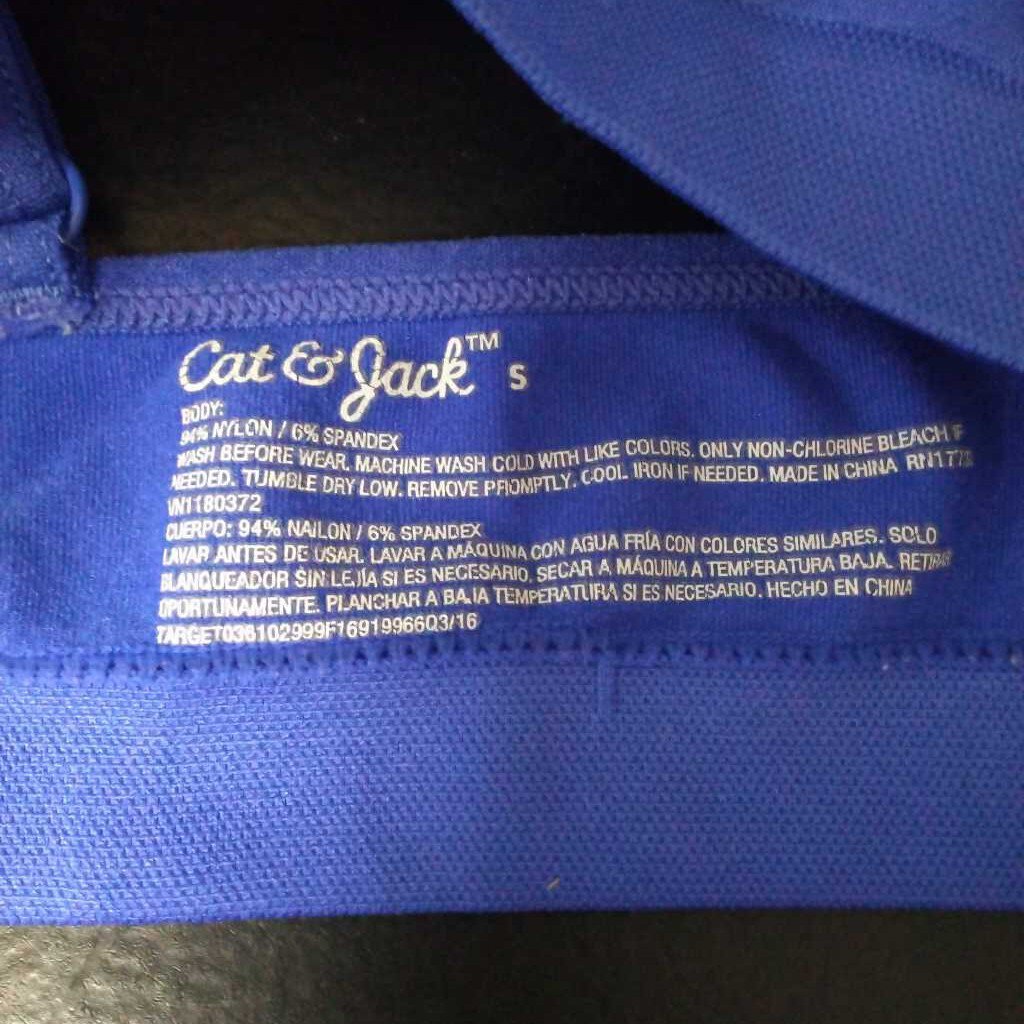 Cat & Jack™ S
BODY:
94% NYLON / 6% SPANDEX
WASH BEFORE WEAR. MACHINE WASH COLD WITH LIKE COLORS. ONLY NON-CHLORINE BLEACH IF
NEEDED. TUMBLE DRY LOW. REMOVE PROMPTLY. COOL IRON IF NEEDED. MADE IN CHINA
VN1180372
CUERPO: 94% NAILON / 6% SPANDEX
LAVAR ANTES DE USAR. LAVAR A MÁQUINA CON AGUA FRÍA CON COLORES SIMILARES. SOLO
BLANQUEADOR SIN LEJÍA SI ES NECESARIO. SECAR A MÁQUINA A TEMPERATURA BAJA. RETIRAR
OPORTUNAMENTE. PLANCHAR A BAJA TEMPERATURA SI ES NECESARIO. HECHO EN CHINA